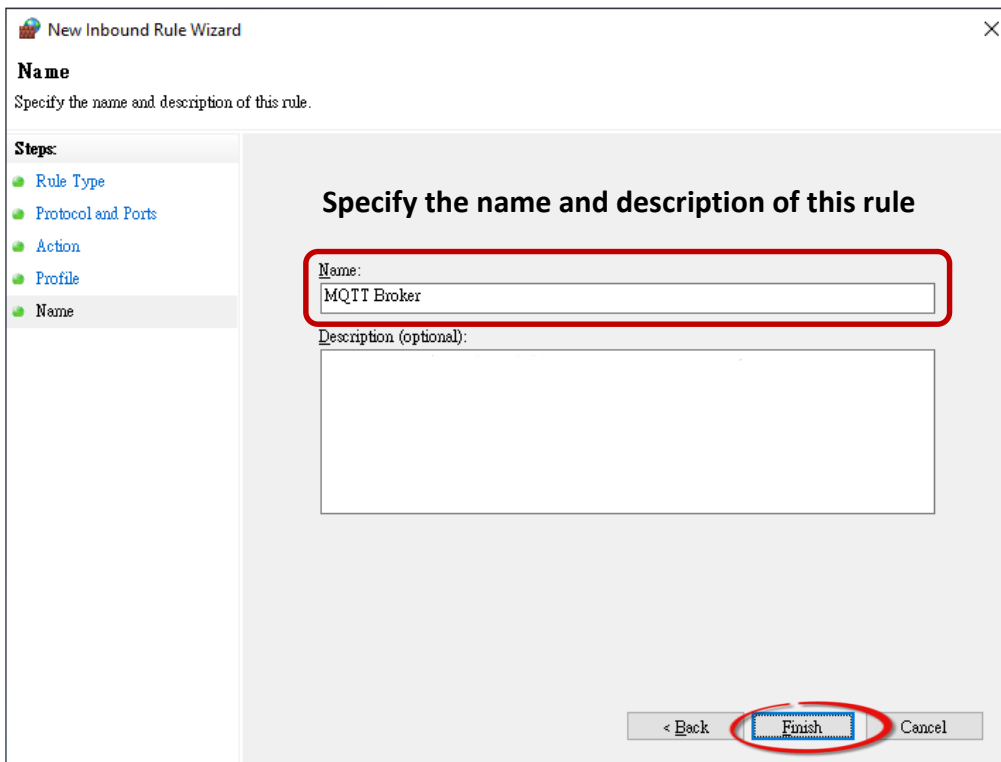 New Inbound Rule Wizard
Name
Specify the name and description of this rule.
Steps:
Rule Type
Protocol and Ports
Action
Profile
Name
Specify the name and description of this rule
Name:
MQTT Broker
Description (optional):
< Back Finish Cancel